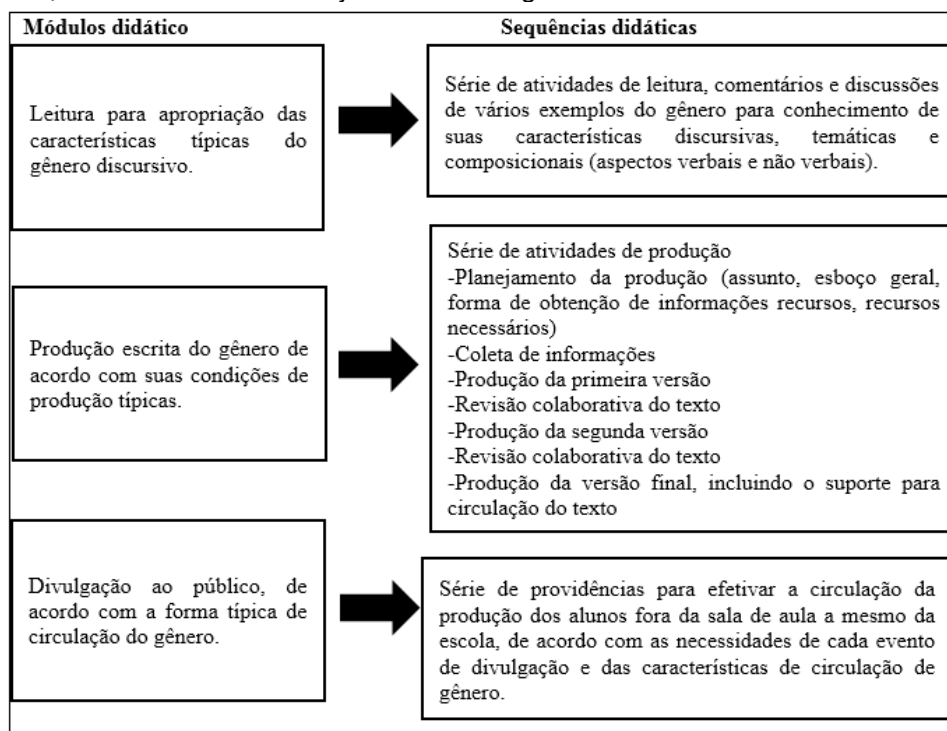 Módulos didático
Sequências didáticas
Leitura para apropriação das
características típicas do
gênero discursivo.
Série de atividades de leitura, comentários e discussões
de vários exemplos do gênero para conhecimento de
suas características discursivas, temáticas e
composicionais (aspectos verbais e não verbais).
Produção escrita do gênero de
acordo com suas condições de
produção típicas.
Série de atividades de produção
-Planejamento da produção (assunto, esboço geral,
forma de obtenção de informações recursos, recursos
necessários)
-Coleta de informações
-Produção da primeira versão
-Revisão colaborativa do texto
-Produção da segunda versão
-Revisão colaborativa do texto
-Produção da versão final, incluindo o suporte para
circulação do texto
Divulgação ao público, de
acordo com a forma típica de
circulação do gênero.
Série de providências para efetivar a circulação da
produção dos alunos fora da sala de aula a mesmo da
escola, de acordo com as necessidades de cada evento
de divulgação e das características de circulação de
gênero.